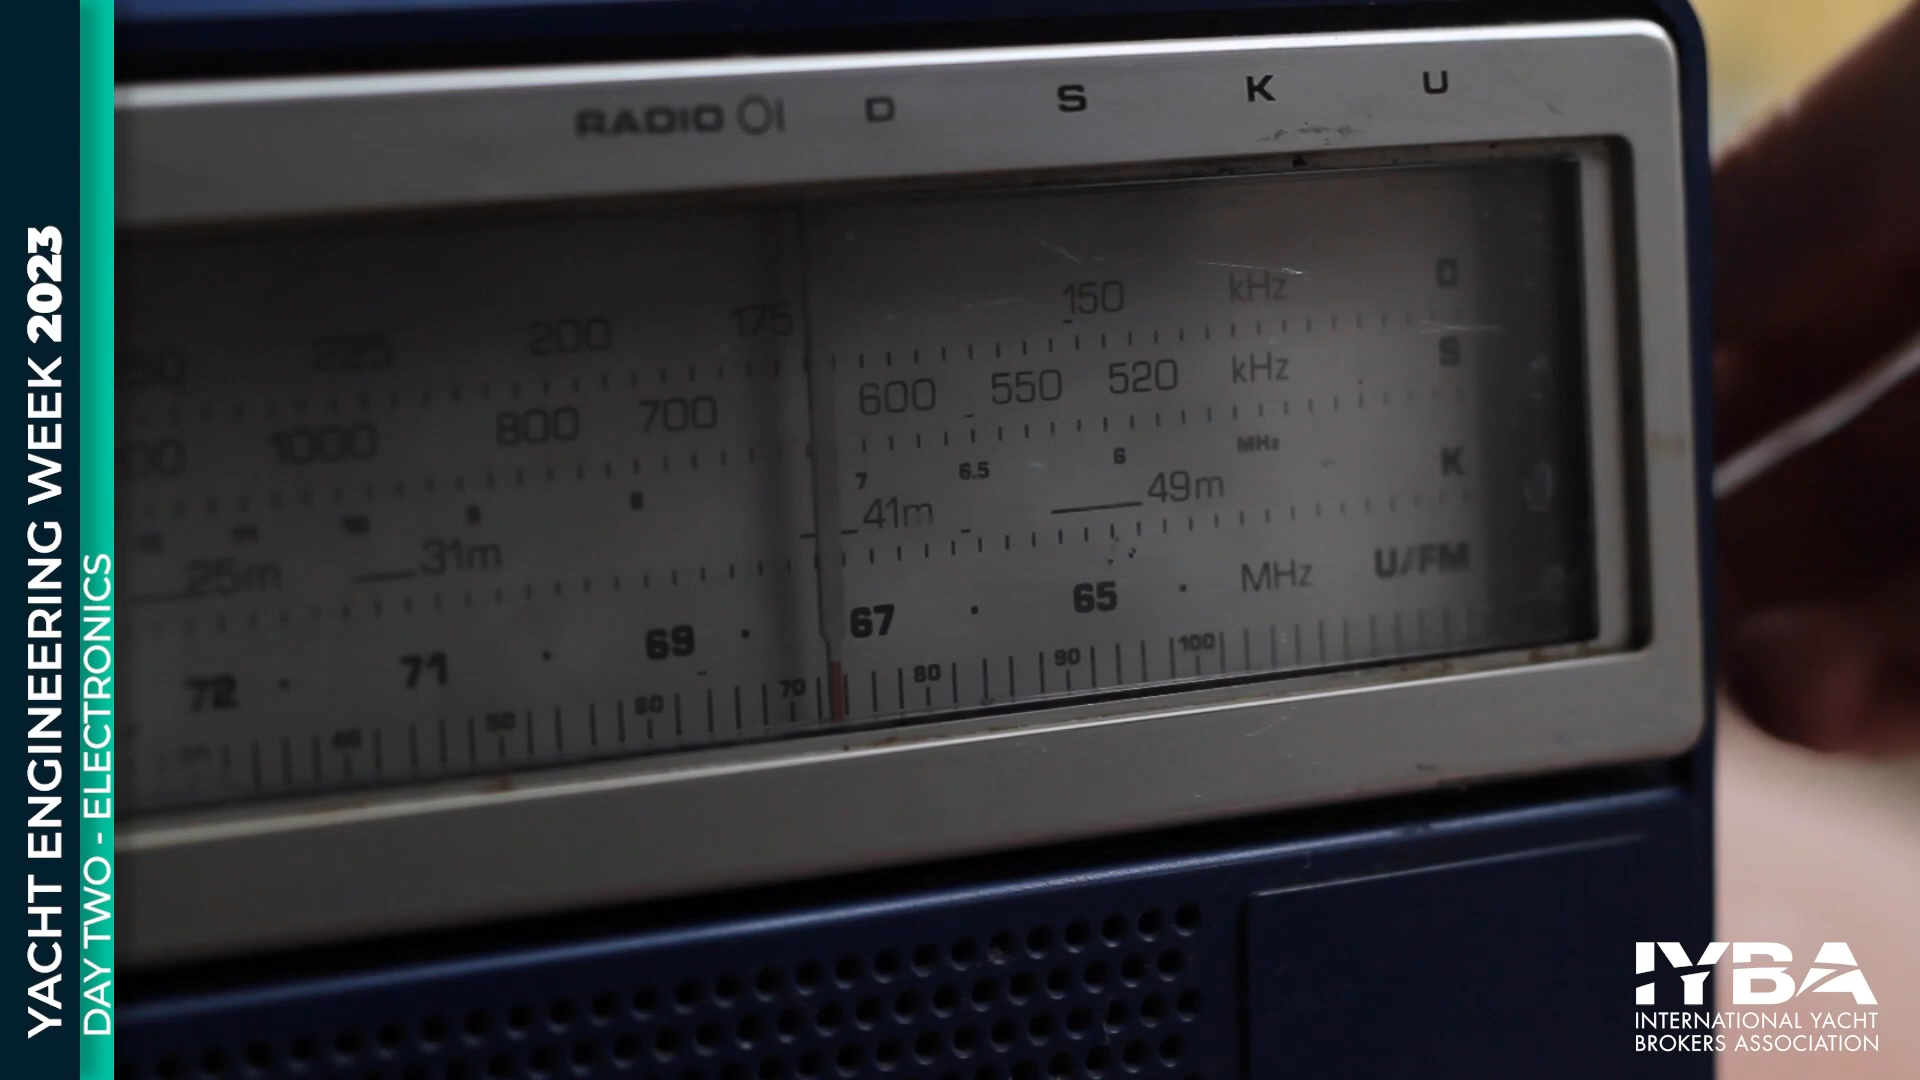 YACHT ENGINEERING WEEK 2023
DAY TWO - ELECTRONICS
RADIO 01 D S K U
225 200 175 150 kHz D
1000 800 700 600 550 520 kHz S
7 6.5 6 MHz
25m 31m 41m 49m K
72 71 69 67 65 MHz U/FM
40 50 60 70 80 90 100
IYBA
INTERNATIONAL YACHT
BROKERS ASSOCIATION